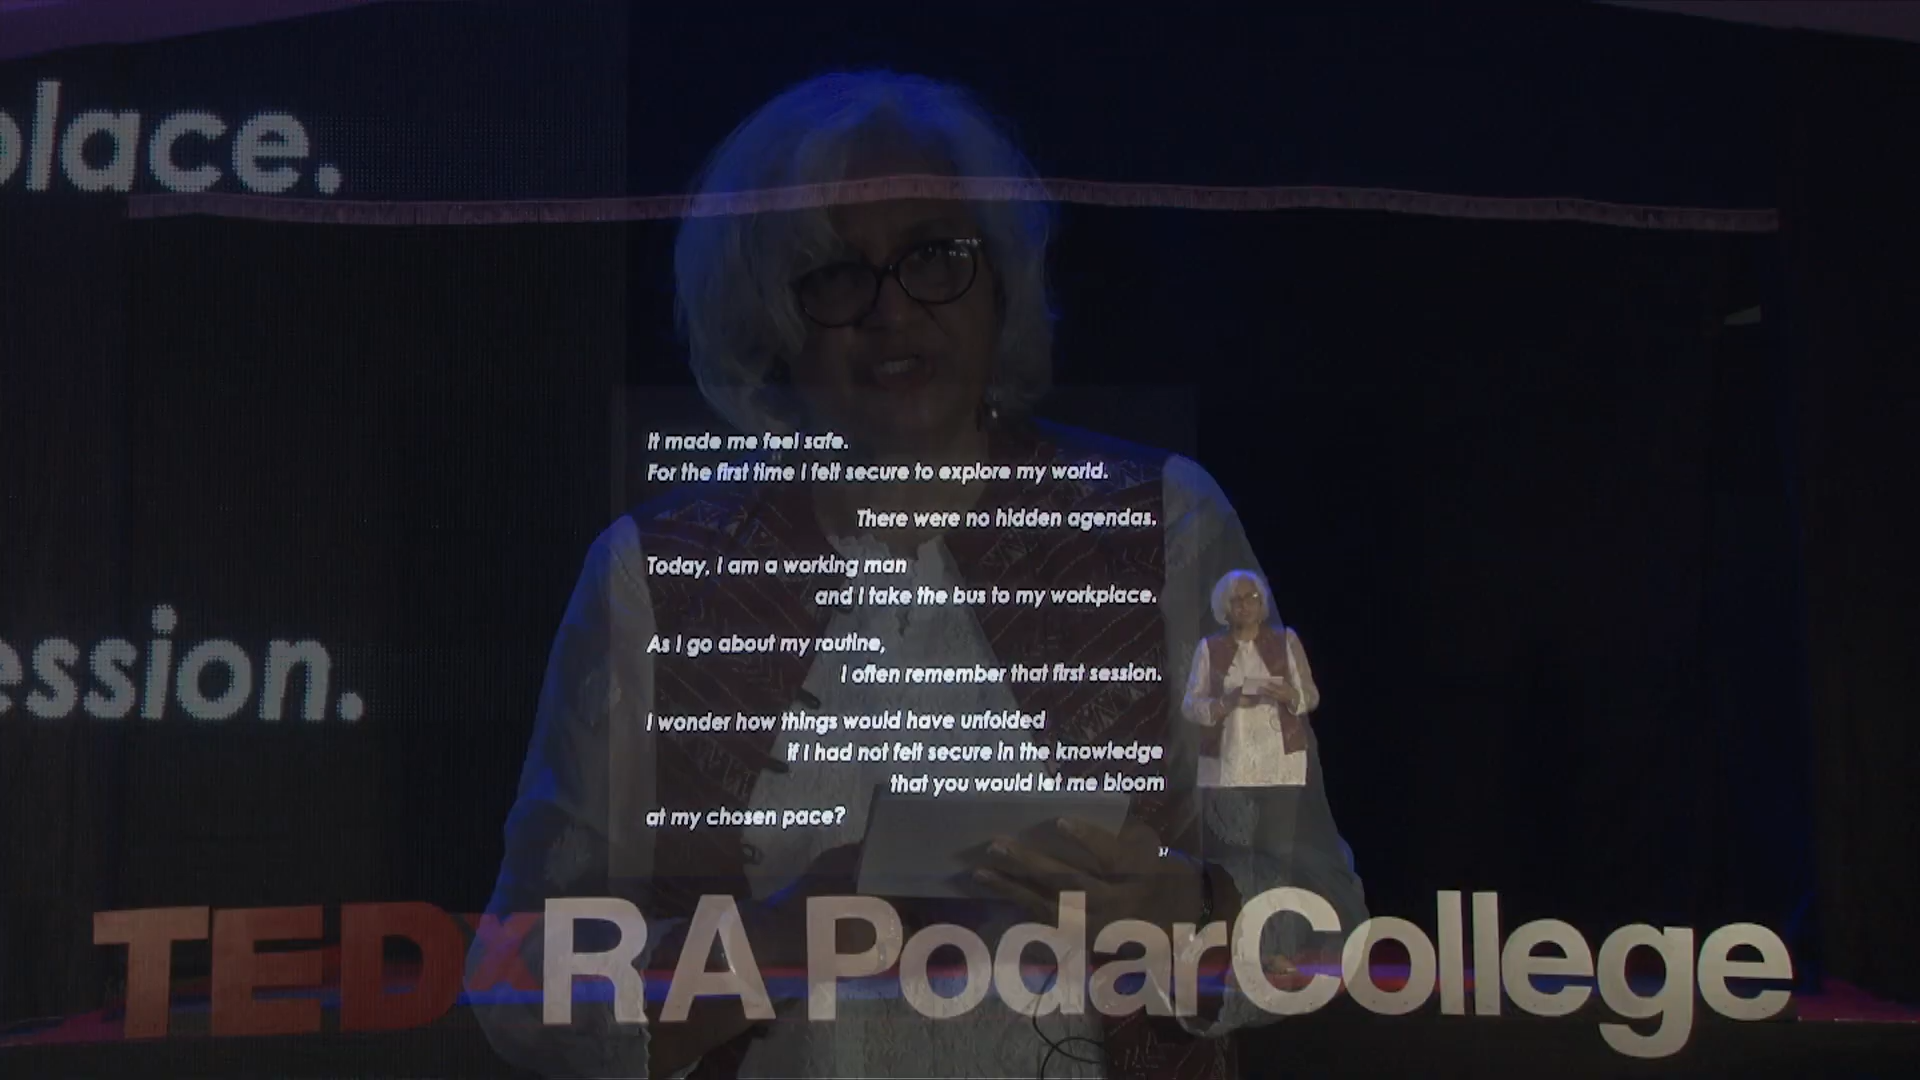 place.
ession.
It made me feel safe.
For the first time I felt secure to explore my world.
There were no hidden agendas.
Today, I am a working man
and I take the bus to my workplace.
As I go about my routine,
I often remember that first session.
I wonder how things would have unfolded
if I had not felt secure in the knowledge
that you would let me bloom
at my chosen pace?
"
TEDx RA Podar College